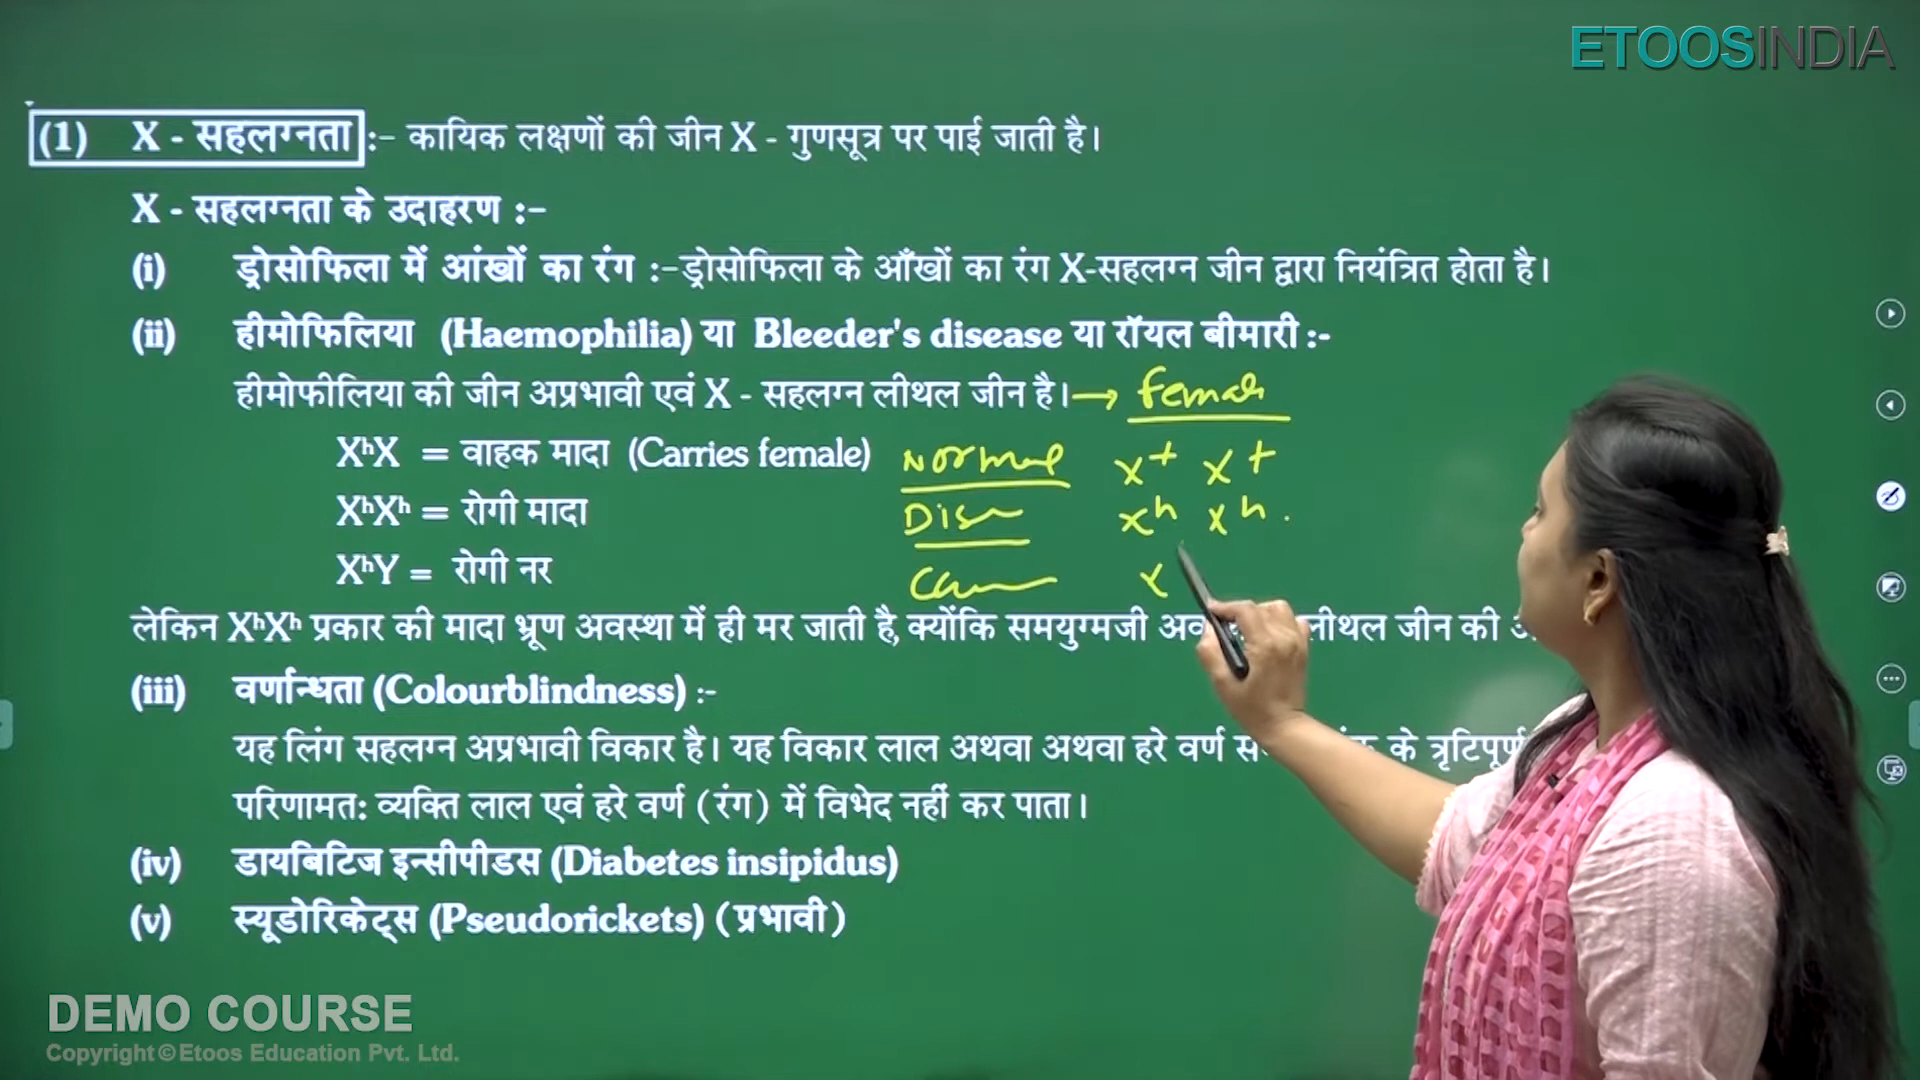 ETOOSINDIA
(1) X - सहलग्नता :- कायिक लक्षणों की जीन X - गुणसूत्र पर पाई जाती है।
X - सहलग्नता के उदाहरण :-
(i) ड्रोसोफिला में आंखों का रंग :-ड्रोसोफिला के आँखों का रंग X-सहलग्न जीन द्वारा नियंत्रित होता है।
(ii) हीमोफिलिया (Haemophilia) या Bleeder's disease या रॉयल बीमारी :-
हीमोफीलिया की जीन अप्रभावी एवं X - सहलग्न लीथल जीन है। → Female
XʰX = वाहक मादा (Carries female) Normal X⁺ X⁺
XʰXʰ = रोगी मादा Xʰ Xʰ.
XʰY = रोगी नर X
लेकिन XʰXʰ प्रकार की मादा भ्रूण अवस्था में ही मर जाती है, क्योंकि समयुग्मजी लीथल जीन की
(iii) वर्णान्धता (Colourblindness) :-
यह लिंग सहलग्न अप्रभावी विकार है। यह विकार लाल अथवा अथवा हरे वर्ण के त्रृटिपूर्ण
परिणामत: व्यक्ति लाल एवं हरे वर्ण (रंग) में विभेद नहीं कर पाता।
(iv) डायबिटिज इन्सीपीडस (Diabetes insipidus)
(v) स्यूडोरिकेट्स (Pseudorickets) (प्रभावी)
DEMO COURSE
Copyright © Etoos Education Pvt. Ltd.